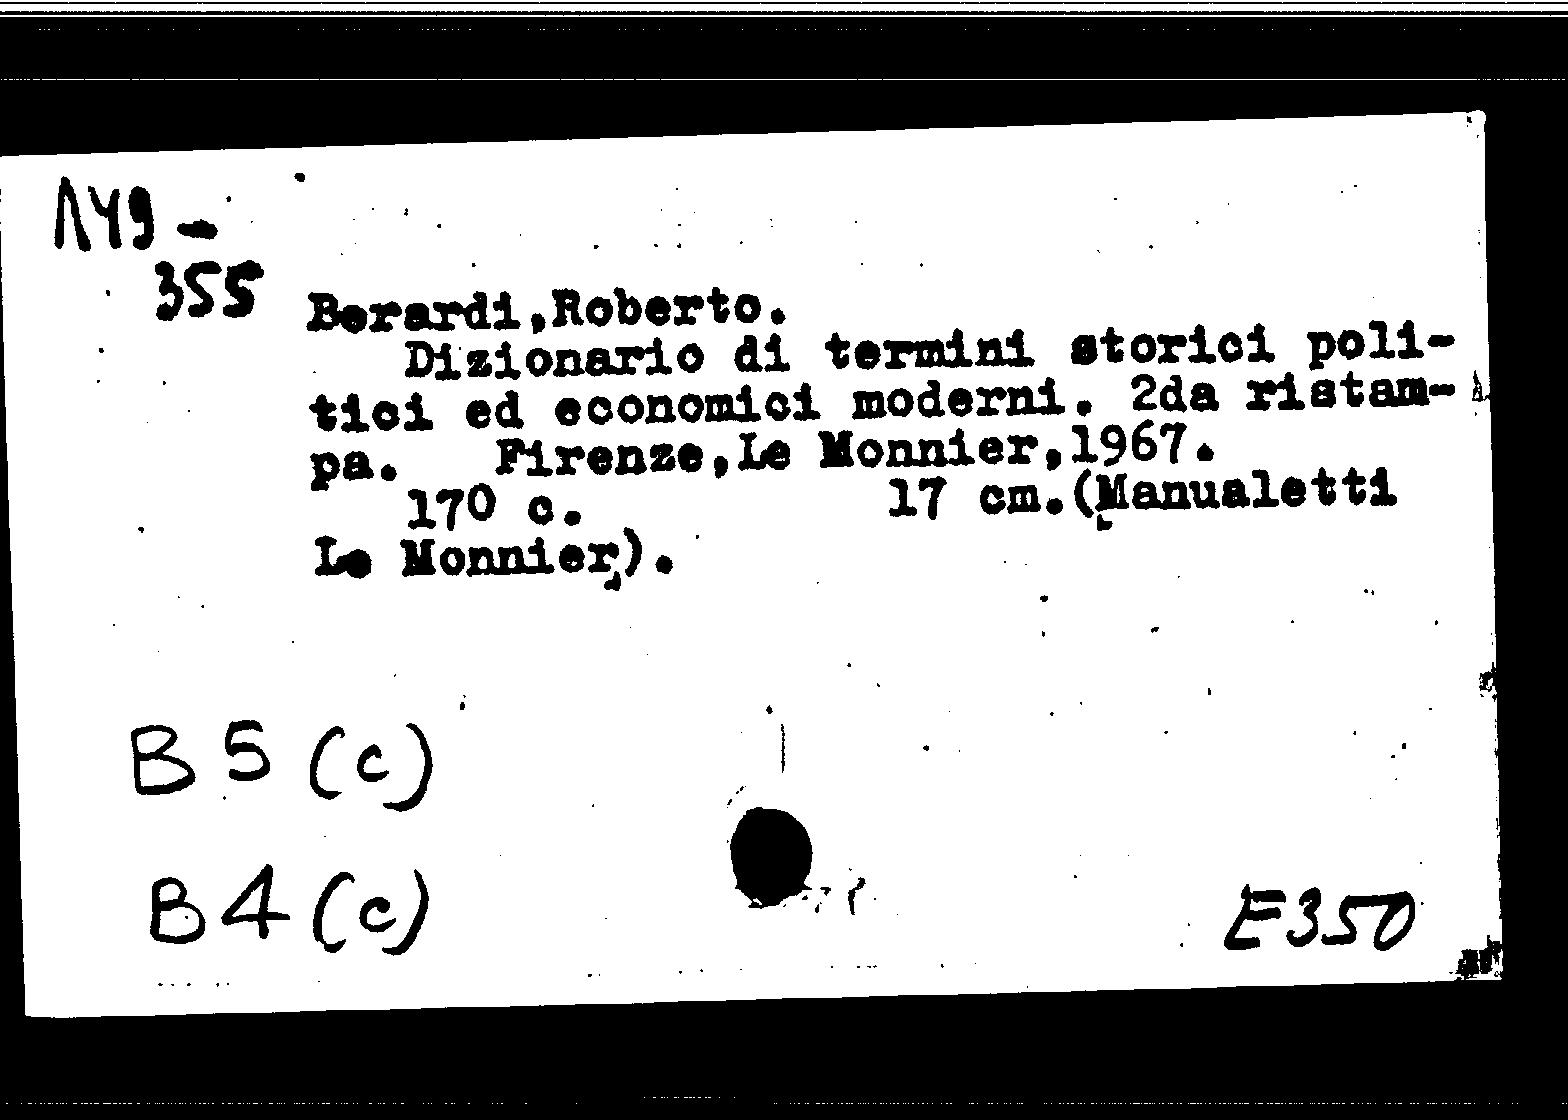 Л49-
355
Berardi,Roberto.
Dizionario di termini storici poli-
tici ed economici moderni. 2da ristam-
pa. Firenze,Le Monnier,1967.
170 c. 17 cm.(Manualetti
Le Monnier).
B5(c)
B4(c)
E350